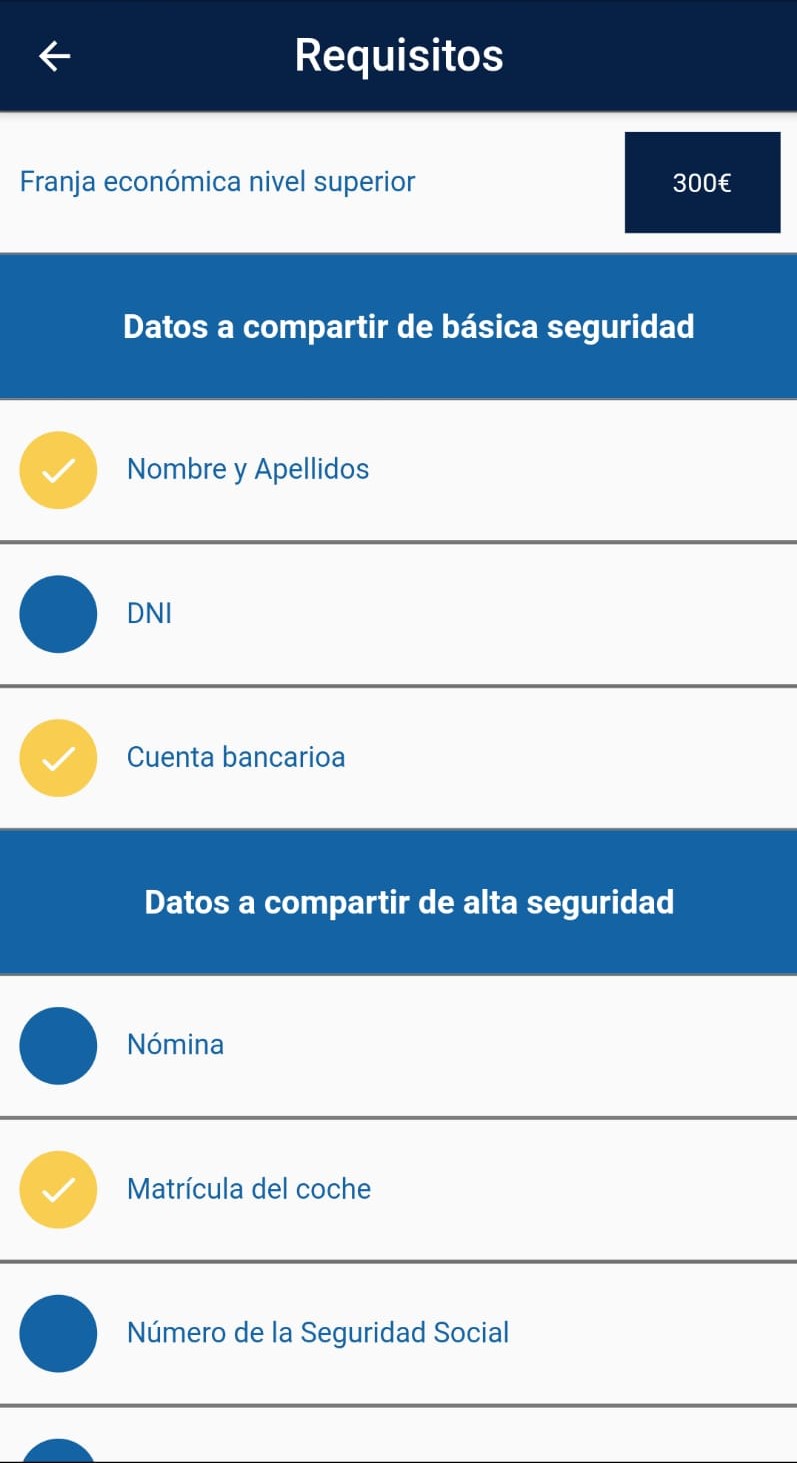 Requisitos
Franja económica nivel superior
300€
Datos a compartir de básica seguridad
Nombre y Apellidos
DNI
Cuenta bancarioa
Datos a compartir de alta seguridad
Nómina
Matrícula del coche
Número de la Seguridad Social